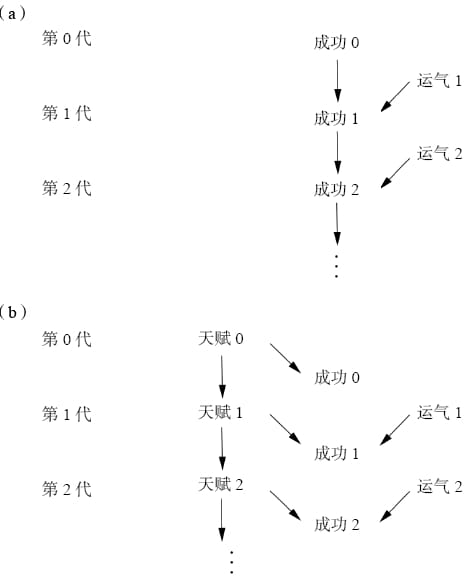 (a)
第 0 代 成功 0
运气 1
第 1 代 成功 1
运气 2
第 2 代 成功 2
⋮
(b)
第 0 代 天赋 0
成功 0
第 1 代 天赋 1 运气 1
成功 1
第 2 代 天赋 2 运气 2
成功 2
⋮